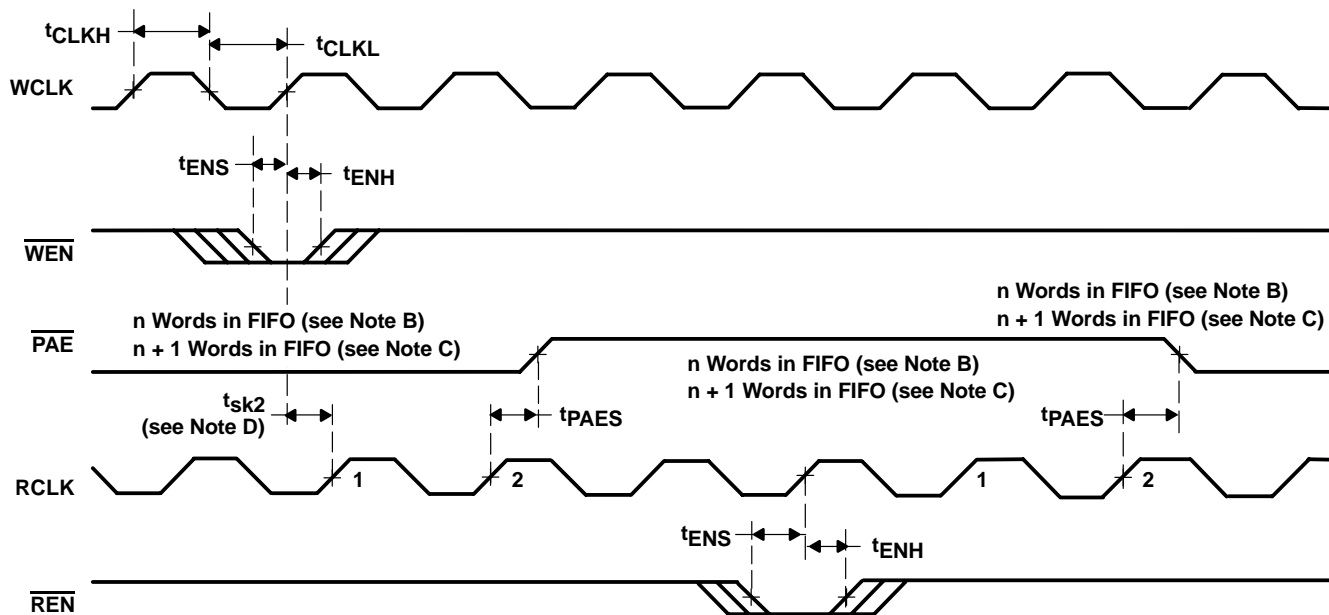 tCLKH
tCLKL
WCLK
tENS
tENH
WEN
n Words in FIFO (see Note B)
n + 1 Words in FIFO (see Note C)
n Words in FIFO (see Note B)
n + 1 Words in FIFO (see Note C)
PAE
n Words in FIFO (see Note B)
n + 1 Words in FIFO (see Note C)
tsk2
(see Note D)
tPAES
tPAES
RCLK
1
2
1
2
tENS
tENH
REN